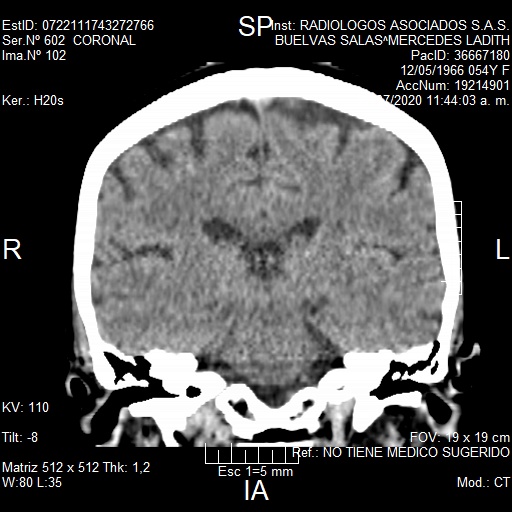 EstID: 0722111743272766
Ser.Nº 602 CORONAL
Ima.Nº 102
Ker.: H20s
SP
Inst: RADIOLOGOS ASOCIADOS S.A.S.
BUELVAS SALAS^MERCEDES LADITH
PacID: 36667180
12/05/1966 054Y F
AccNum: 19214901
7/2020 11:44:03 a. m.
R
L
KV: 110
Tilt: -8
Matriz 512 x 512 Thk: 1,2
W:80 L:35
Esc 1=5 mm
IA
FOV: 19 x 19 cm
Ref.: NO TIENE MEDICO SUGERIDO
Mod.: CT